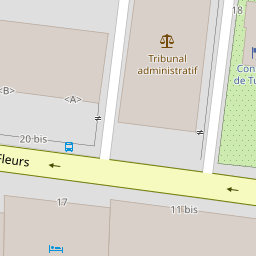 18
Tribunal
administratif
Con
de Tu
<B>
<A>
20 bis
Fleurs
17
11 bis